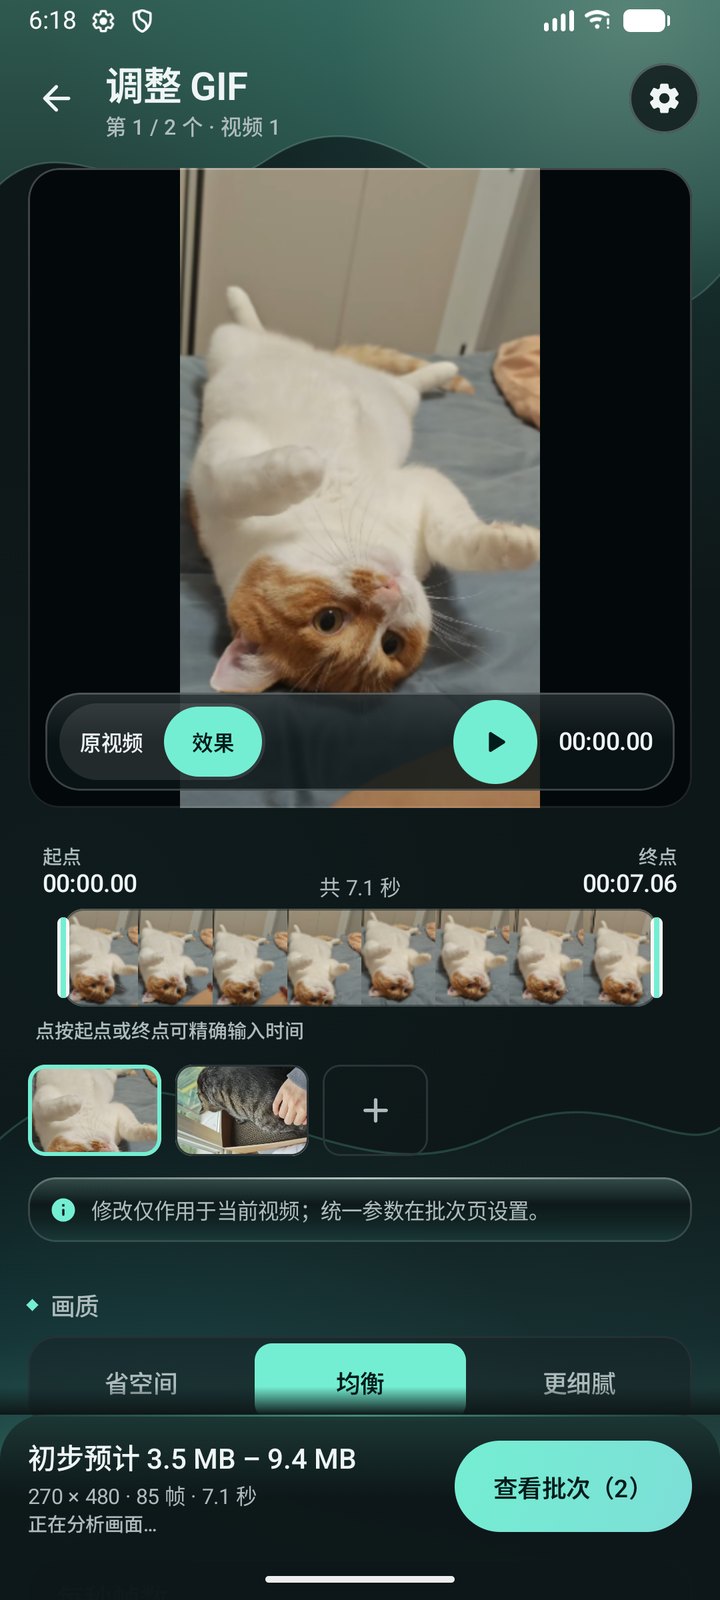 6:18
调整 GIF
第 1 / 2 个 · 视频 1
原视频
效果
00:00.00
起点
00:00.00
共 7.1 秒
终点
00:07.06
点按起点或终点可精确输入时间
修改仅作用于当前视频；统一参数在批次页设置。
画质
省空间
均衡
更细腻
初步预计 3.5 MB – 9.4 MB
270 × 480 · 85 帧 · 7.1 秒
正在分析画面...
查看批次（2）